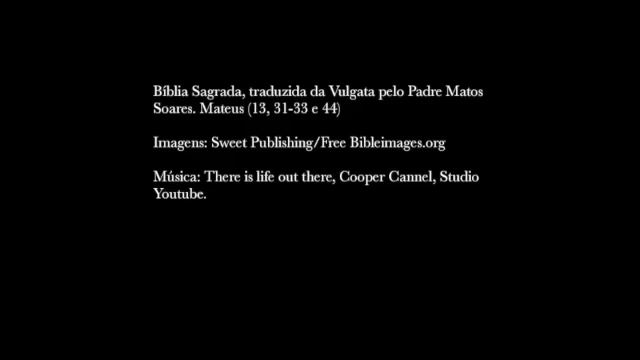 Bíblia Sagrada, traduzida da Vulgata pelo Padre Matos
Soares. Mateus (13, 31-33 e 44)
Imagens: Sweet Publishing/Free Bibleimages.org
Música: There is life out there, Cooper Cannel, Studio
Youtube.